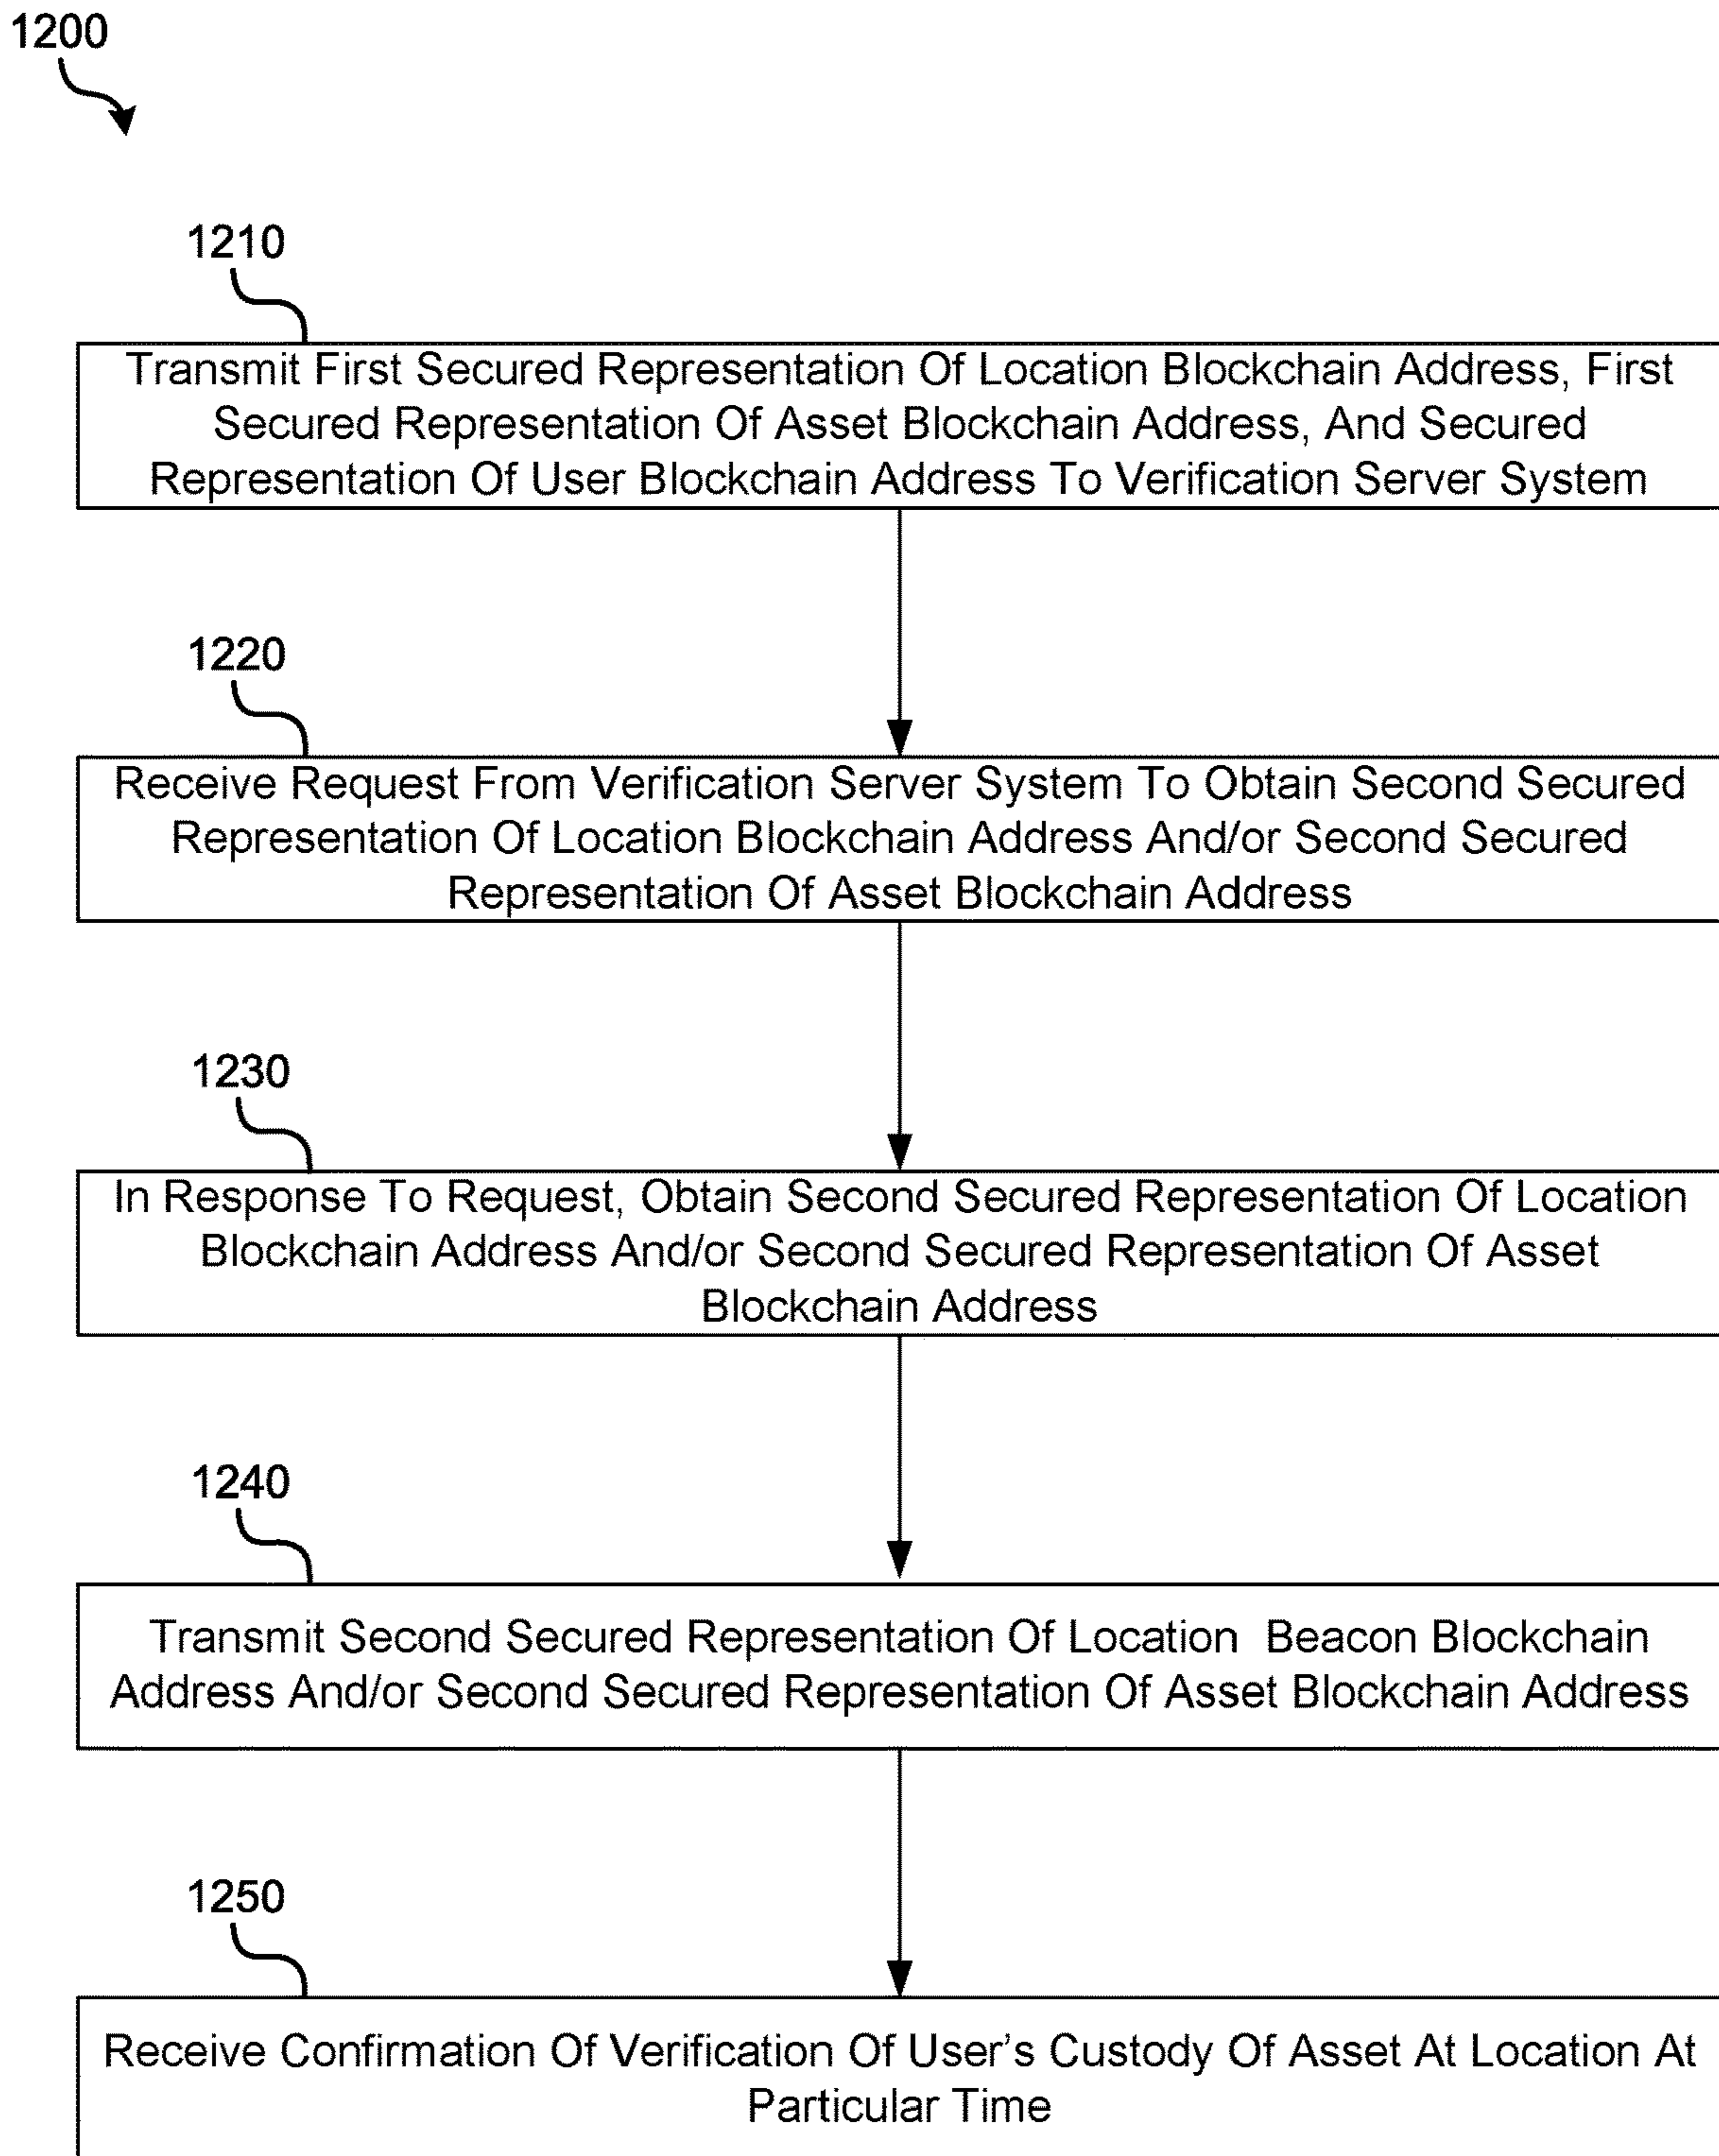 1200
1210
Transmit First Secured Representation Of Location Blockchain Address, First
Secured Representation Of Asset Blockchain Address, And Secured
Representation Of User Blockchain Address To Verification Server System
1220
Receive Request From Verification Server System To Obtain Second Secured
Representation Of Location Blockchain Address And/or Second Secured
Representation Of Asset Blockchain Address
1230
In Response To Request, Obtain Second Secured Representation Of Location
Blockchain Address And/or Second Secured Representation Of Asset
Blockchain Address
1240
Transmit Second Secured Representation Of Location Beacon Blockchain
Address And/or Second Secured Representation Of Asset Blockchain Address
1250
Receive Confirmation Of Verification Of User's Custody Of Asset At Location At
Particular Time